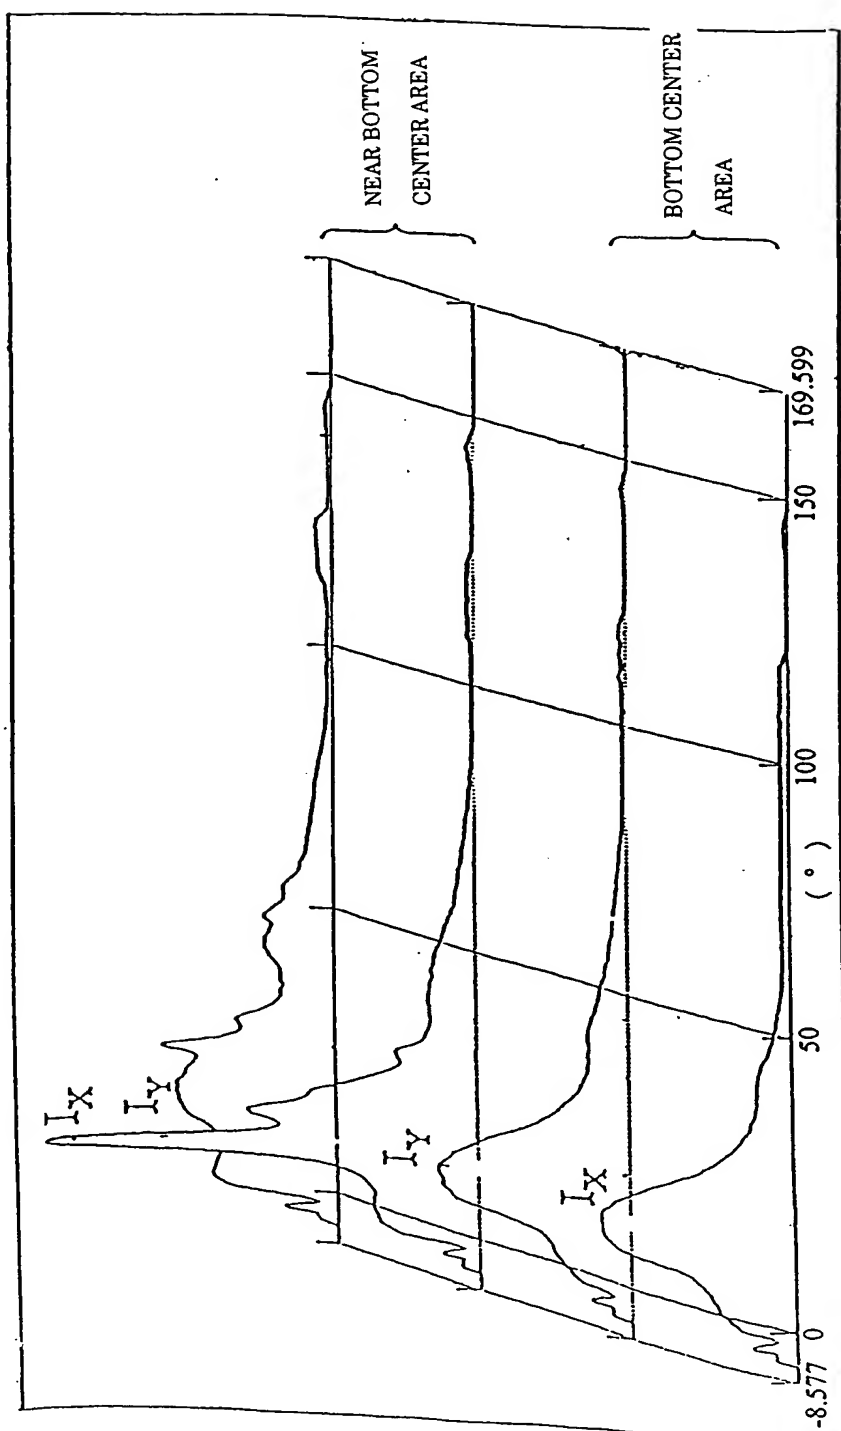 NEAR BOTTOM
CENTER AREA
BOTTOM CENTER
AREA
IX
IY
IY
IX
-8.577
0
50
100
150
169.599
( ° )